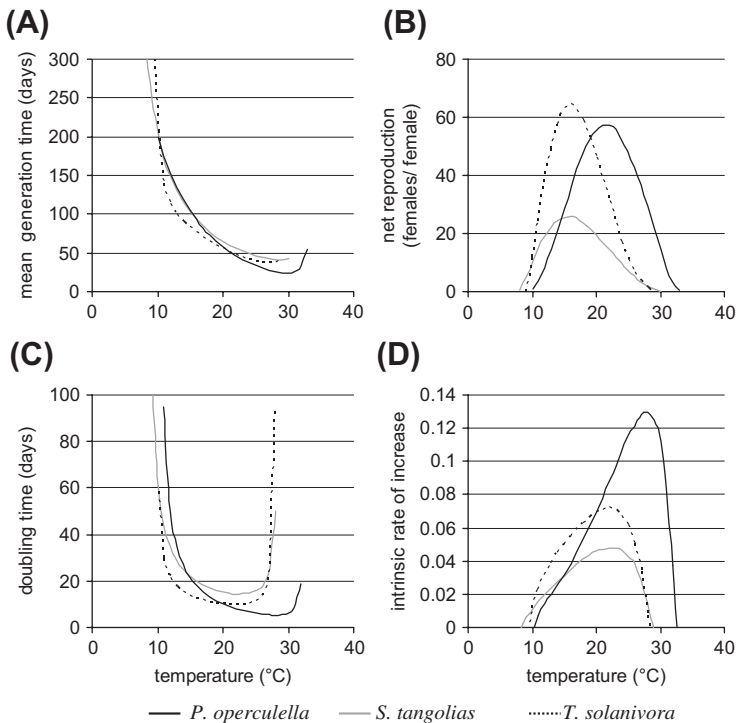 (A)
mean generation time (days)
300
250
200
150
100
50
0
0 10 20 30 40
(B)
net reproduction
(females/ female)
80
60
40
20
0
0 10 20 30 40
(C)
doubling time (days)
100
80
60
40
20
0
0 10 20 30 40
temperature (°C)
(D)
intrinsic rate of increase
0.14
0.12
0.1
0.08
0.06
0.04
0.02
0
0 10 20 30 40
temperature (°C)
P. operculella S. tangolias T. solanivora